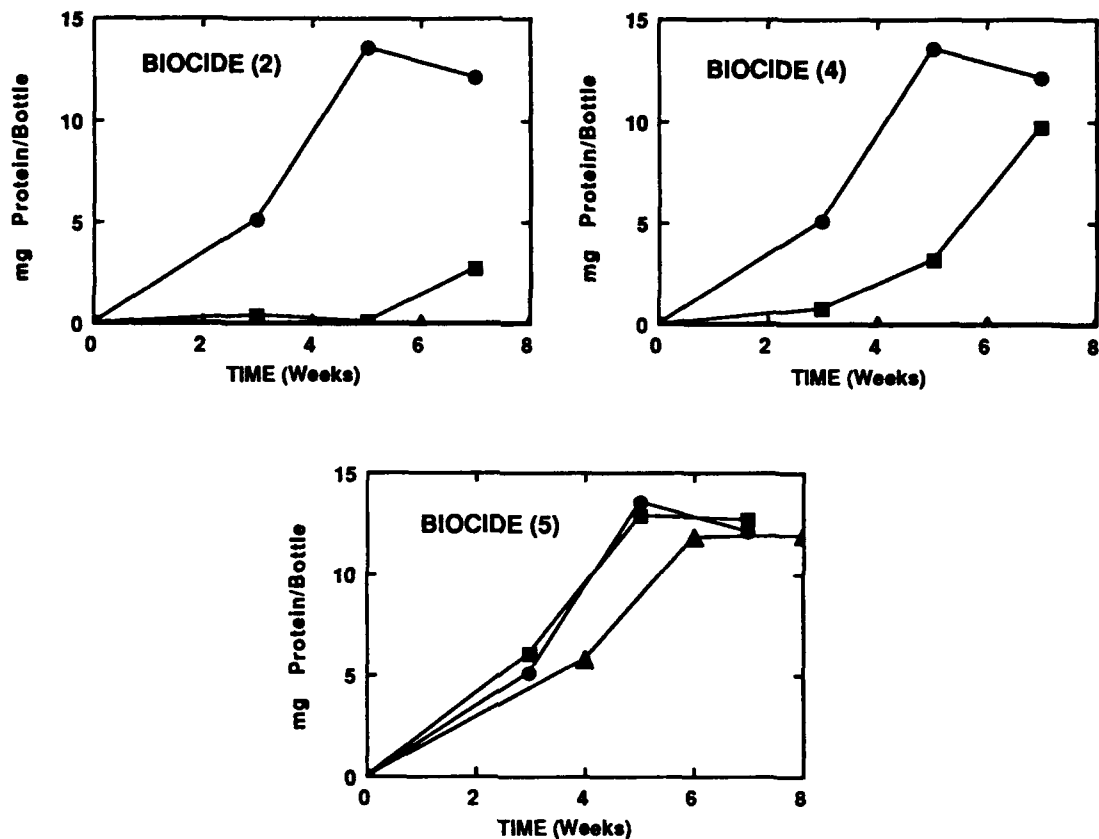 15
10
5
0
mg Protein/Bottle
BIOCIDE (2)
0 2 4 6 8
TIME (Weeks)
15
10
5
0
mg Protein/Bottle
BIOCIDE (4)
0 2 4 6 8
TIME (Weeks)
15
10
5
0
mg Protein/Bottle
BIOCIDE (5)
0 2 4 6 8
TIME (Weeks)